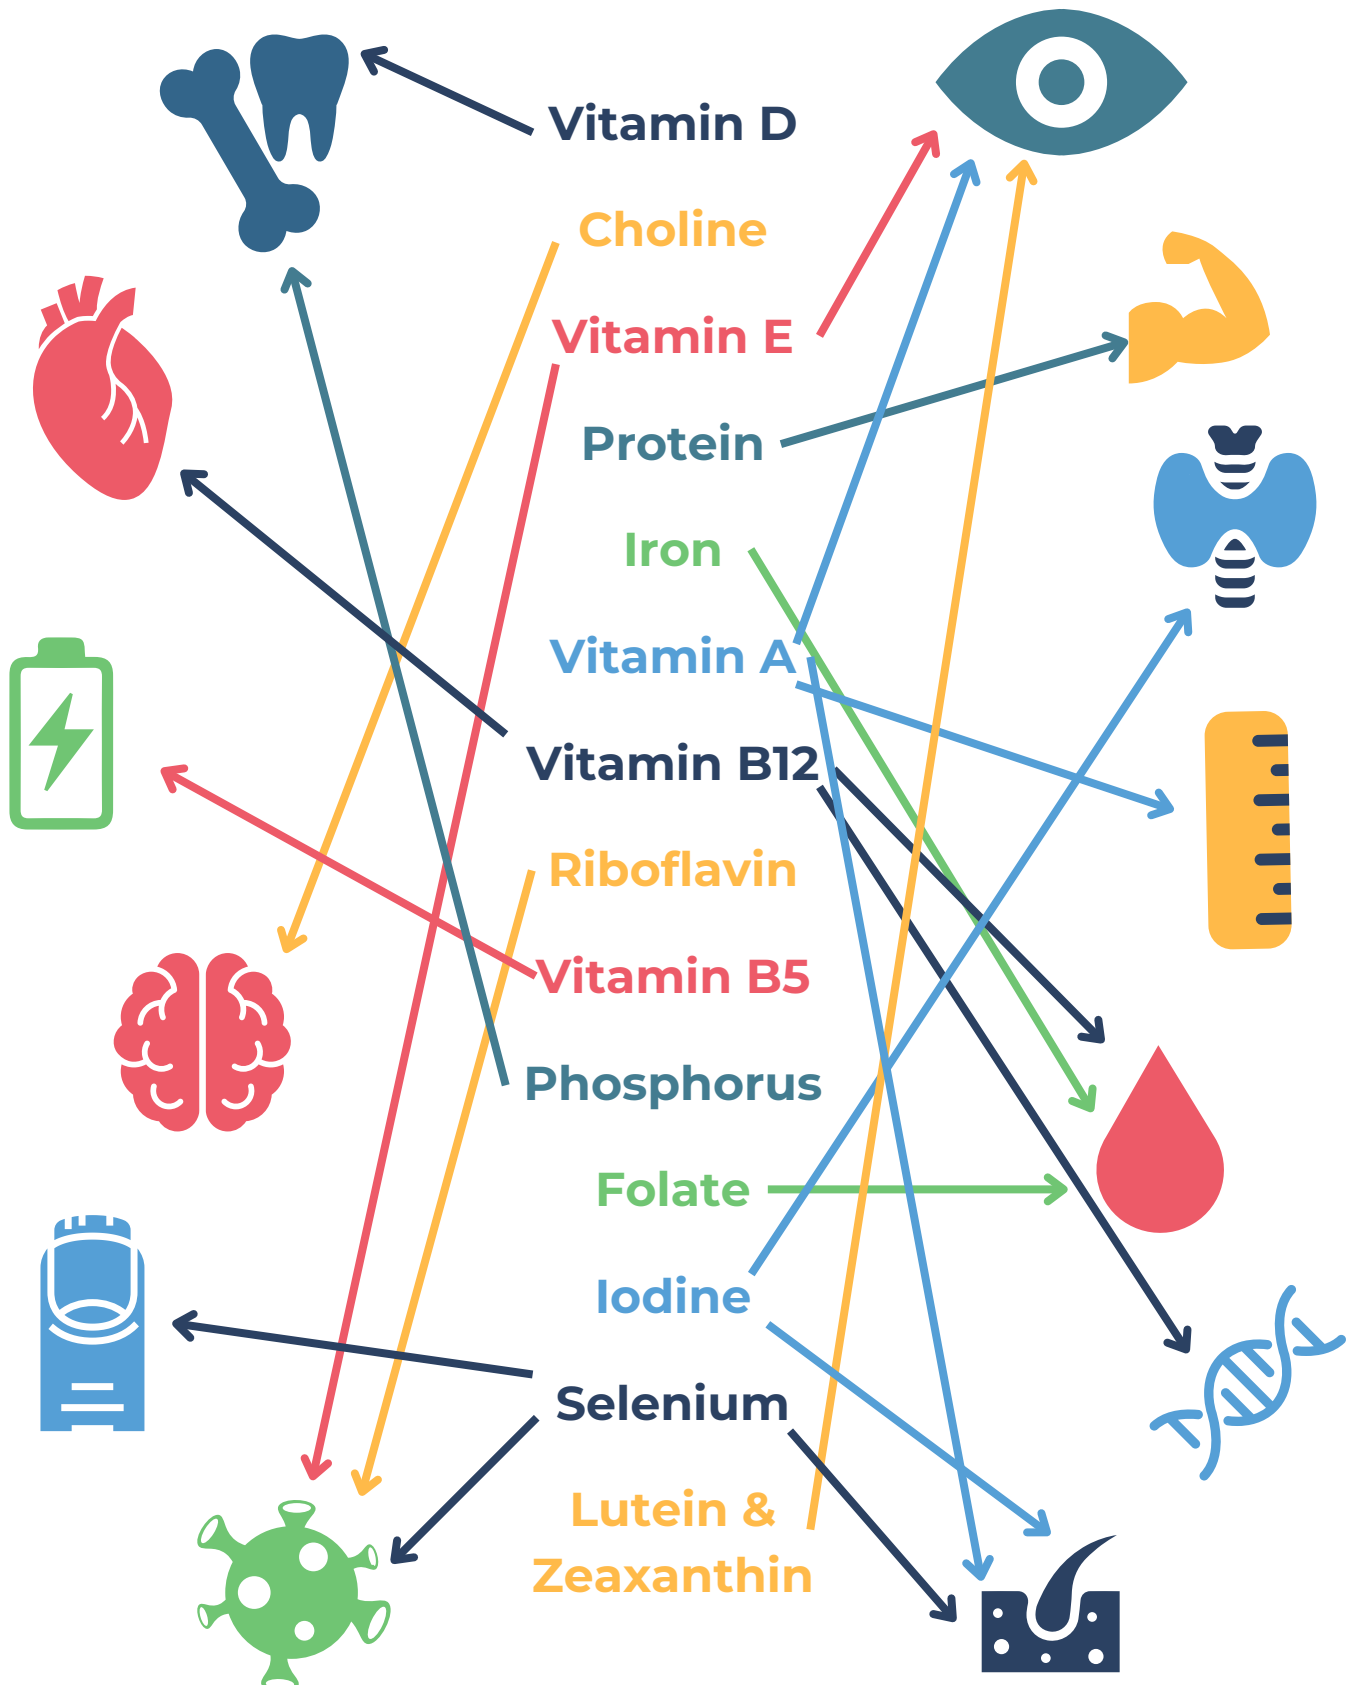 Vitamin D
Choline
Vitamin E
Protein
Iron
Vitamin A
Vitamin B12
Riboflavin
Vitamin B5
Phosphorus
Folate
Iodine
Selenium
Lutein &
Zeaxanthin